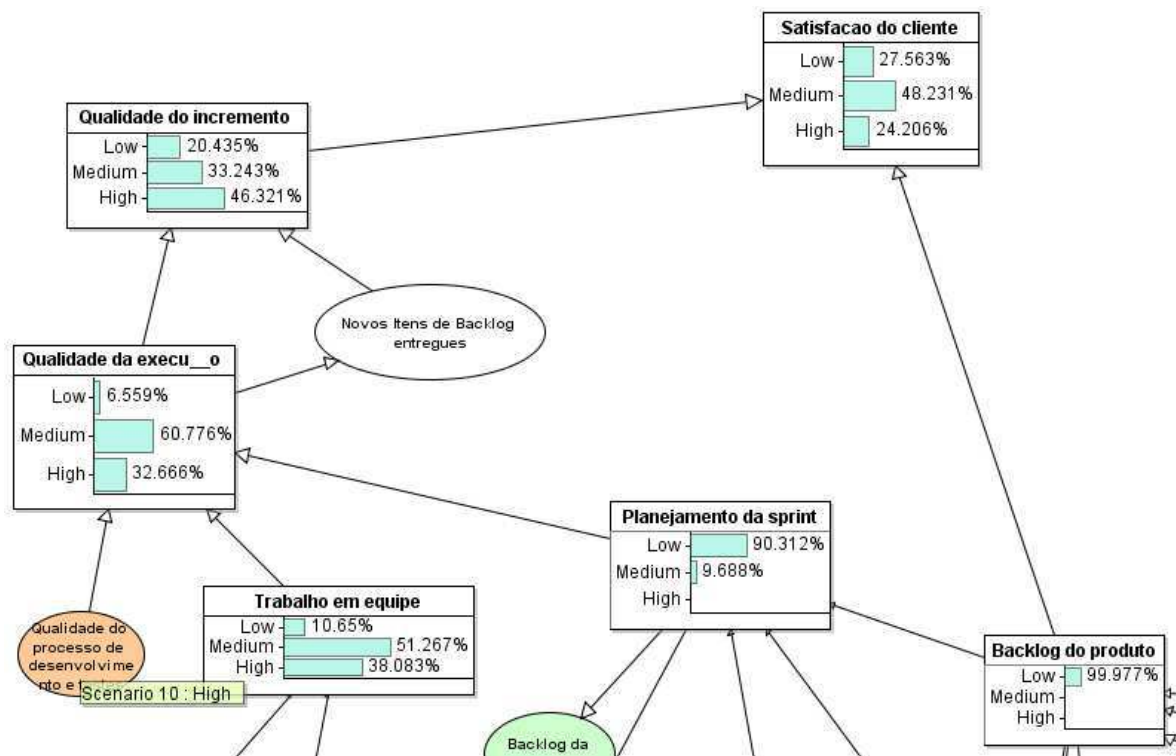 Satisfacao do cliente
Low 27.563%
Medium 48.231%
High 24.206%
Qualidade do incremento
Low 20.435%
Medium 33.243%
High 46.321%
Novos Itens de Backlog
entregues
Qualidade da execu__o
Low 6.559%
Medium 60.776%
High 32.666%
Planejamento da sprint
Low 90.312%
Medium 9.688%
High
Trabalho em equipe
Low 10.65%
Medium 51.267%
High 38.083%
Qualidade do
processo de
desenvolvime
nto e
Scenario 10 : High
Backlog do produto
Low 99.977%
Medium
High
Backlog da